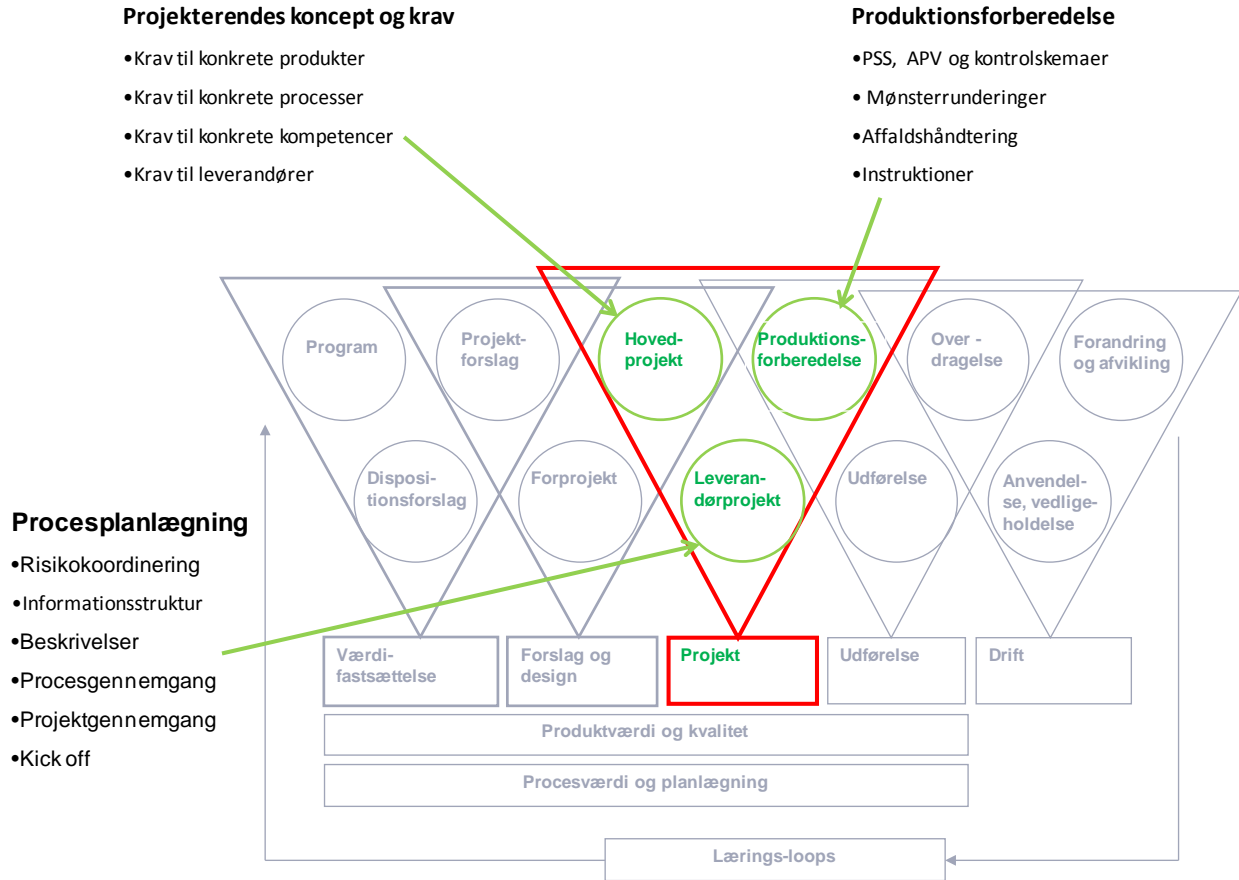 Projekterendes koncept og krav
•Krav til konkrete produkter
•Krav til konkrete processer
•Krav til konkrete kompetencer
•Krav til leverandører
Produktionsforberedelse
•PSS, APV og kontrolskemaer
• Mønsterrunderinger
•Affaldshåndtering
•Instruktioner
Program
Projekt-
forslag
Hoved-
projekt
Produktions-
forberedelse
Over -
dragelse
Forandring
og afvikling
Disposi-
tionsforslag
Forprojekt
Leveran-
dørprojekt
Udførelse
Anvendel-
se, vedlige-
holdelse
Procesplanlægning
•Risikokoordinering
•Informationsstruktur
•Beskrivelser
•Procesgennemgang
•Projektgennemgang
•Kick off
Værdi-
fastsættelse
Forslag og
design
Projekt
Udførelse
Drift
Produktværdi og kvalitet
Procesværdi og planlægning
Lærings-loops